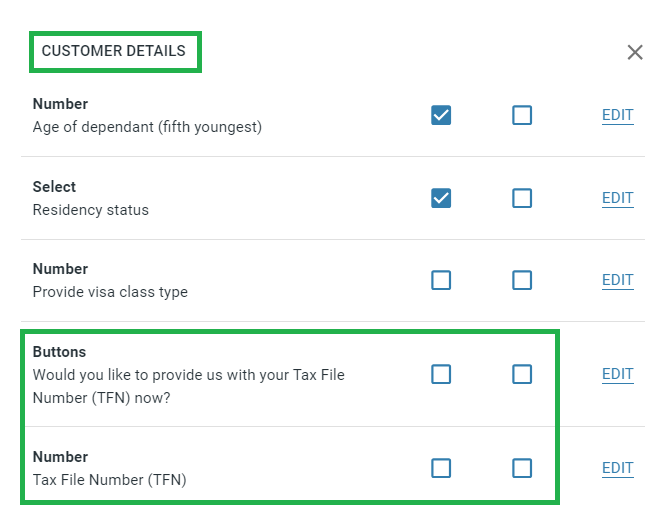 CUSTOMER DETAILS
Number
Age of dependant (fifth youngest)
EDIT
Select
Residency status
EDIT
Number
Provide visa class type
EDIT
Buttons
Would you like to provide us with your Tax File
Number (TFN) now?
EDIT
Number
Tax File Number (TFN)
EDIT